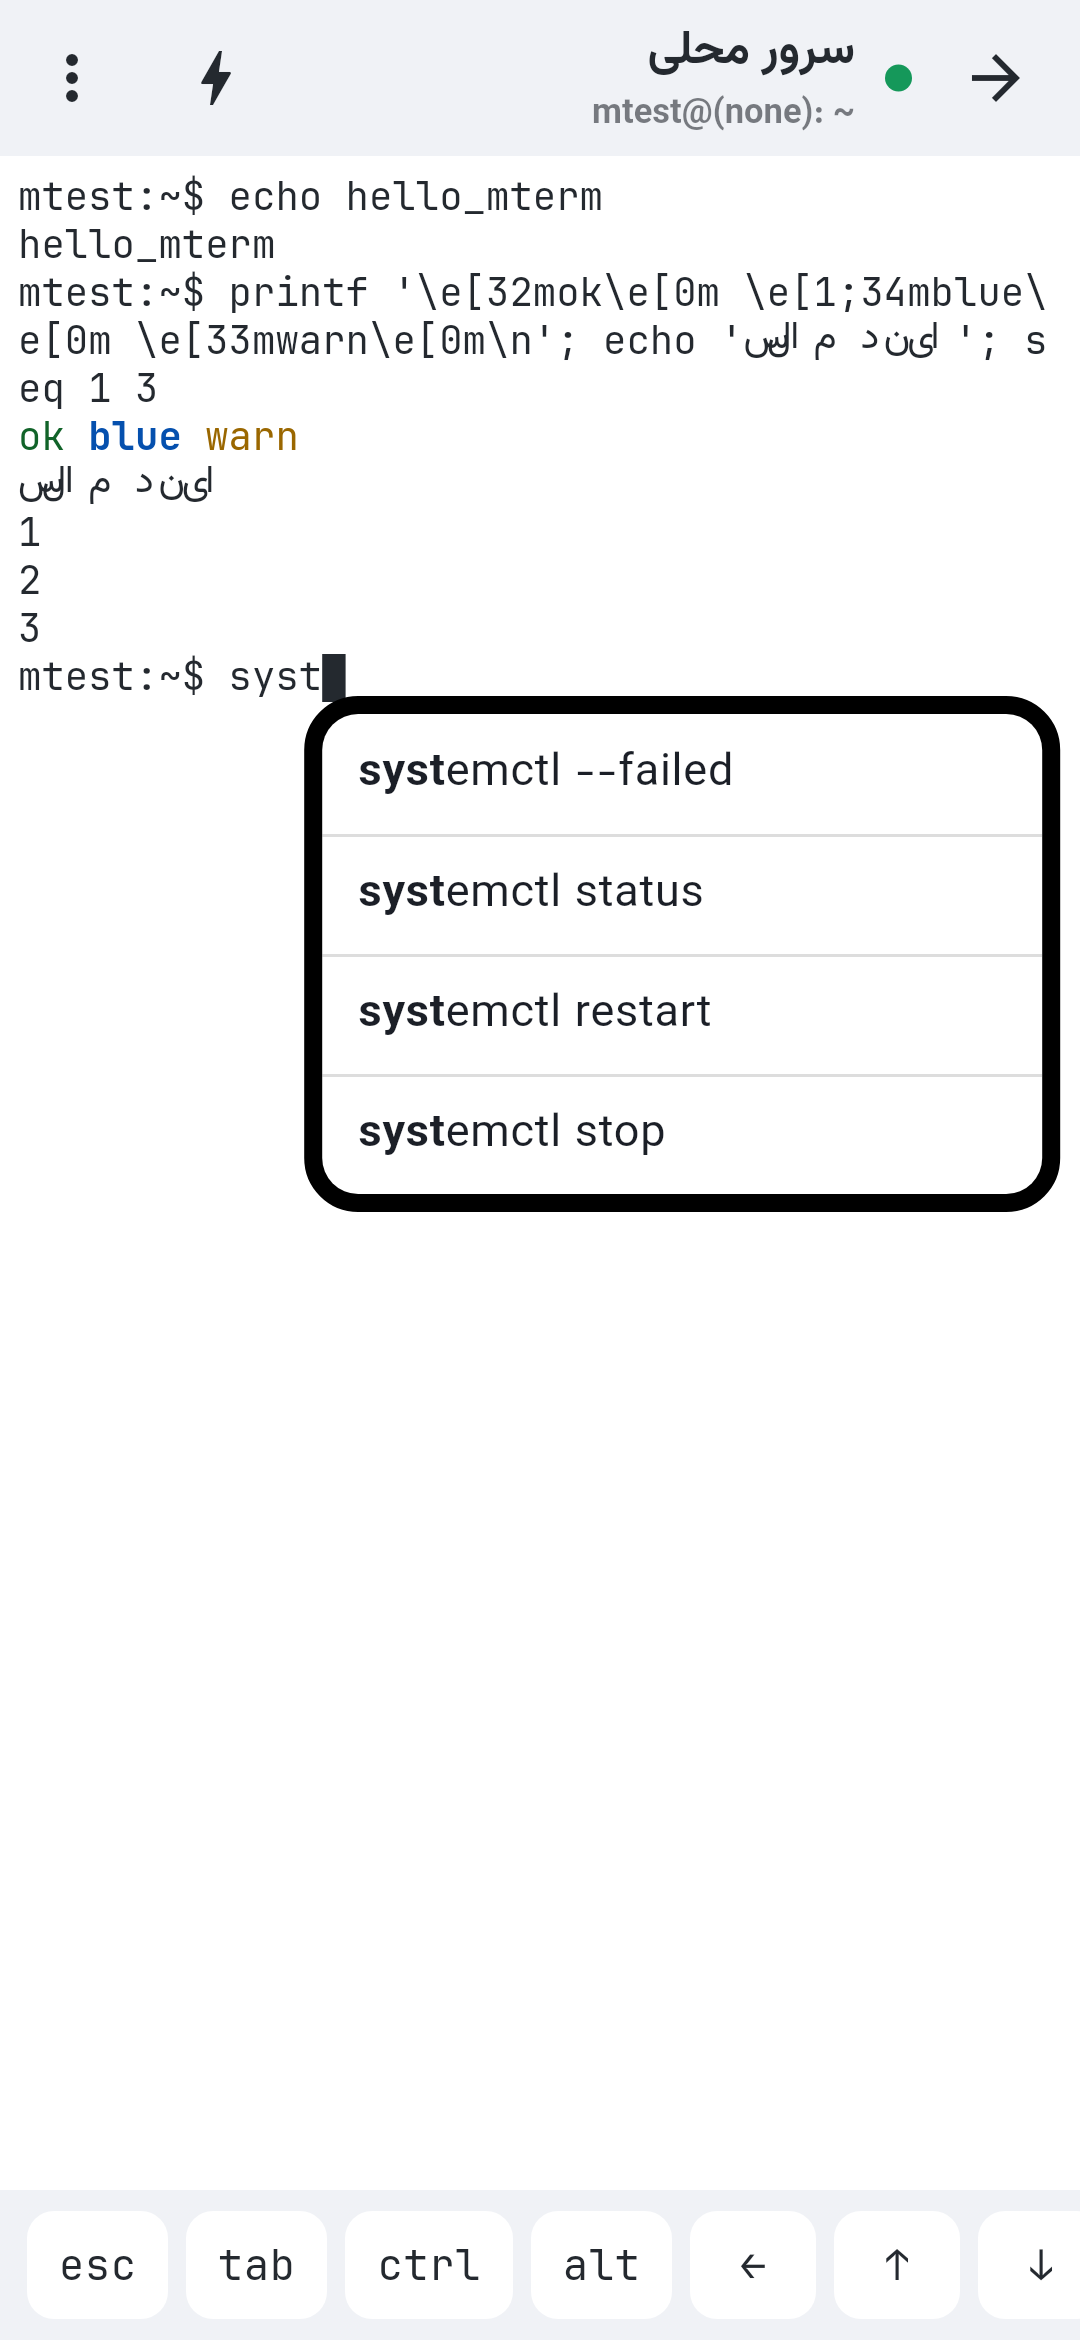 سرور محلی
mtest@(none): ~
mtest:~$ echo hello_mterm
hello_mterm
mtest:~$ printf '\e[32mok\e[0m \e[1;34mblue\
e[0m \e[33mwarn\e[0m\n'; echo 'سلام دنیا'; s
eq 1 3
ok blue warn
سلام دنیا
1
2
3
mtest:~$ syst
systemctl --failed
systemctl status
systemctl restart
systemctl stop
esc tab ctrl alt ← ↑ ↓